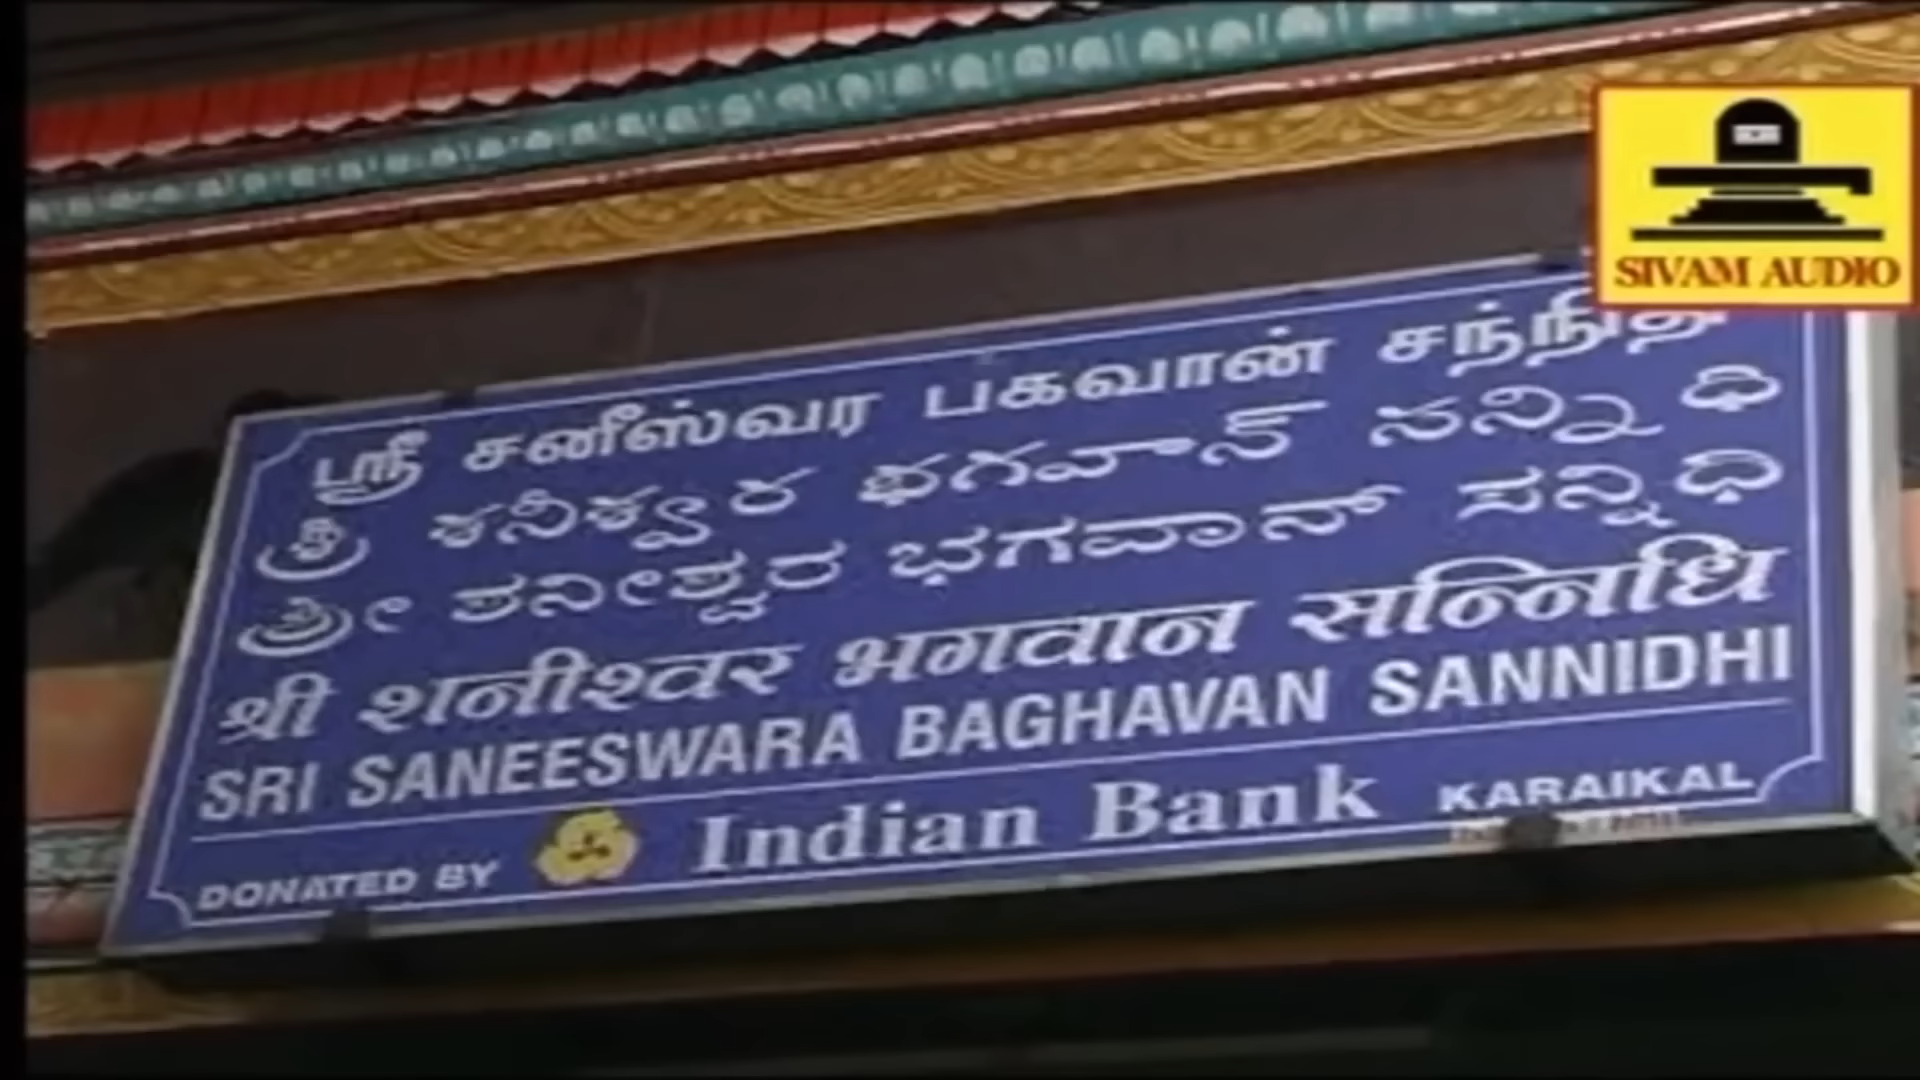 SIVAM AUDIO
ஸ்ரீ சனீஸ்வர பகவான் சந்நிதி
శ్రీ శనీశ్వర భగవాన్ సన్నిధి
ಶ್ರೀ ಶನೀಶ್ವರ ಭಗವಾನ್ ಸನ್ನಿಧಿ
श्री शनीश्वर भगवान सन्निधि
SRI SANEESWARA BAGHAVAN SANNIDHI
DONATED BY Indian Bank KARAIKAL